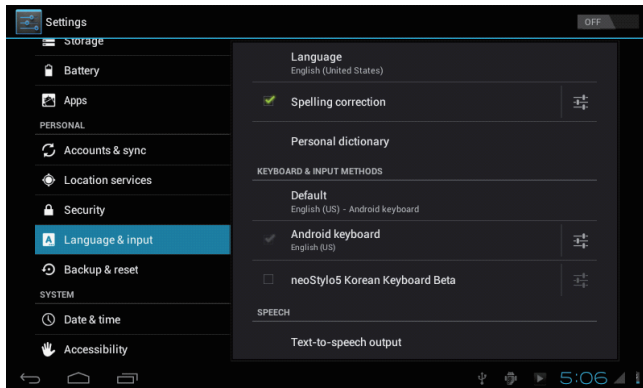 Settings
OFF
Storage
Battery
Apps
PERSONAL
Accounts & sync
Location services
Security
Language & input
Backup & reset
SYSTEM
Date & time
Accessibility
Language
English (United States)
Spelling correction
Personal dictionary
KEYBOARD & INPUT METHODS
Default
English (US) - Android keyboard
Android keyboard
English (US)
neoStylo5 Korean Keyboard Beta
SPEECH
Text-to-speech output
5:06